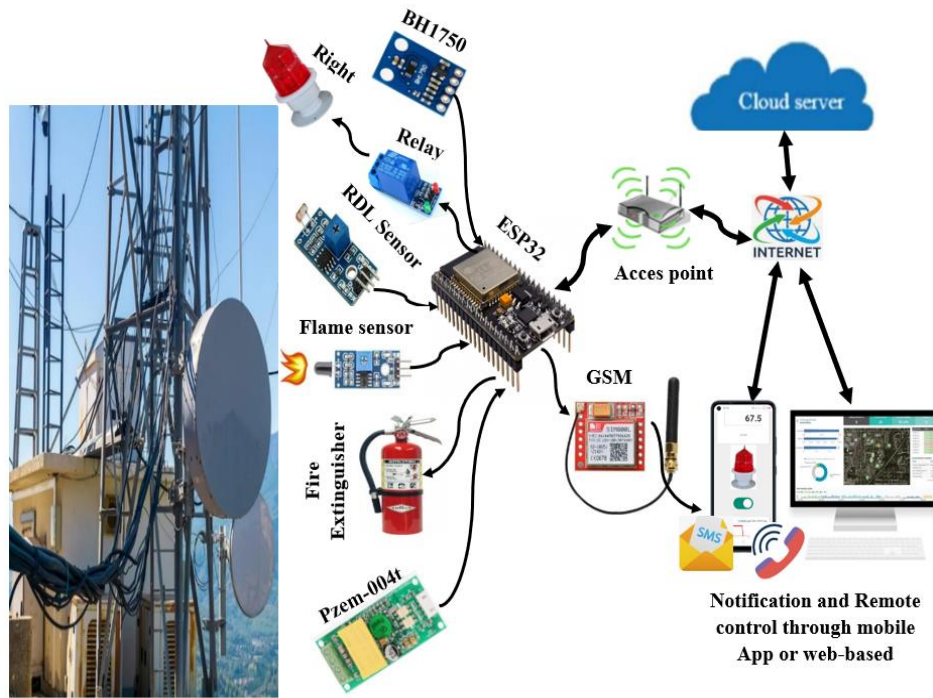 BH1750
Right
Relay
RDL Sensor
ESP32
Flame sensor
Fire
Extinguisher
Pzem-004t
GSM
SIM800L
Acces point
Cloud server
INTERNET
67.5
SMS
Notification and Remote
control through mobile
App or web-based